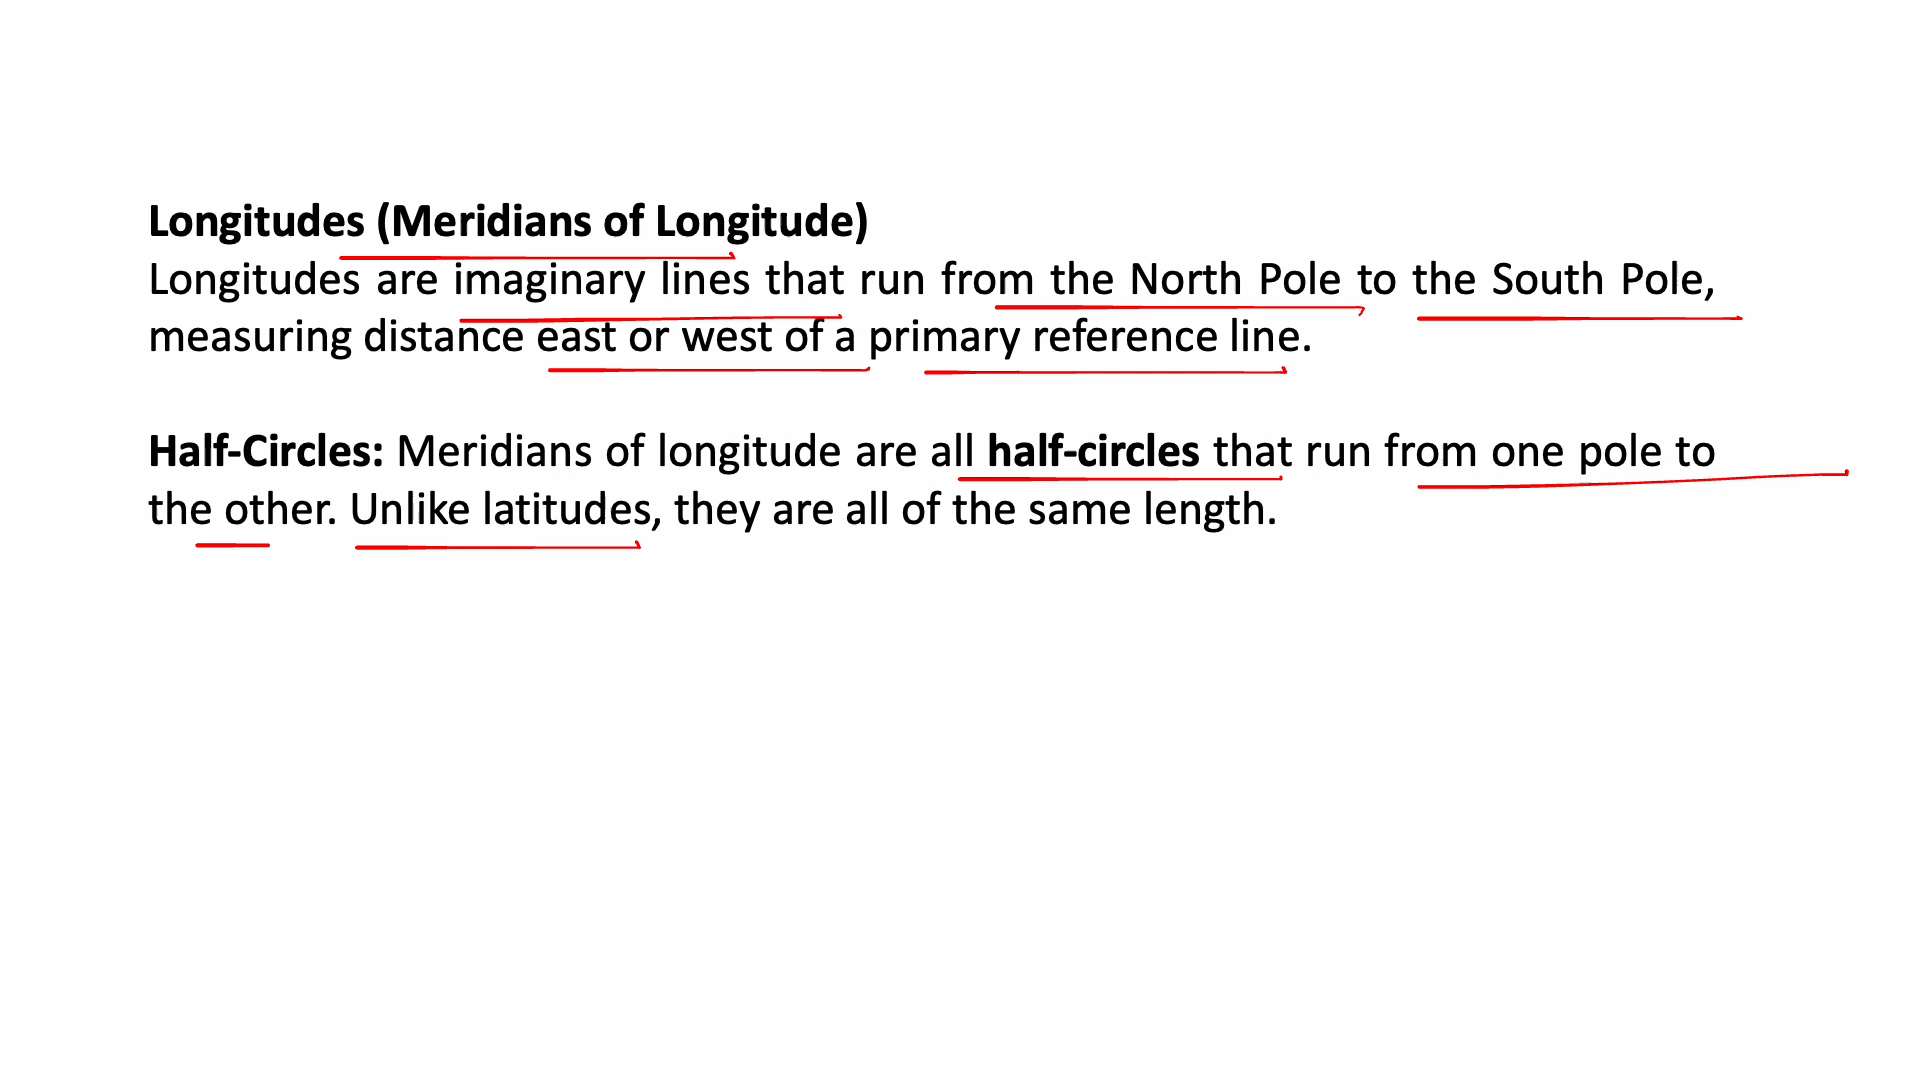 Longitudes (Meridians of Longitude)
Longitudes are imaginary lines that run from the North Pole to the South Pole,
measuring distance east or west of a primary reference line.
Half-Circles: Meridians of longitude are all half-circles that run from one pole to
the other. Unlike latitudes, they are all of the same length.